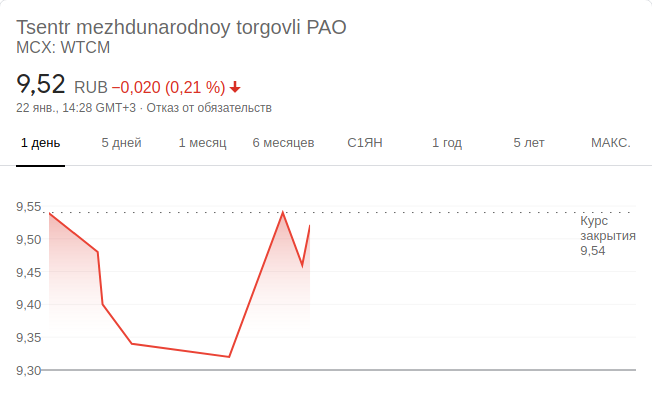 Tsentr mezhdunarodnoy torgovli PAO
MCX: WTCM
9,52 RUB −0,020 (0,21 %)
22 янв., 14:28 GMT+3 · Отказ от обязательств
1 день 5 дней 1 месяц 6 месяцев С1ЯН 1 год 5 лет МАКС.
9,55
Курс
закрытия
9,54
9,50
9,45
9,40
9,35
9,30